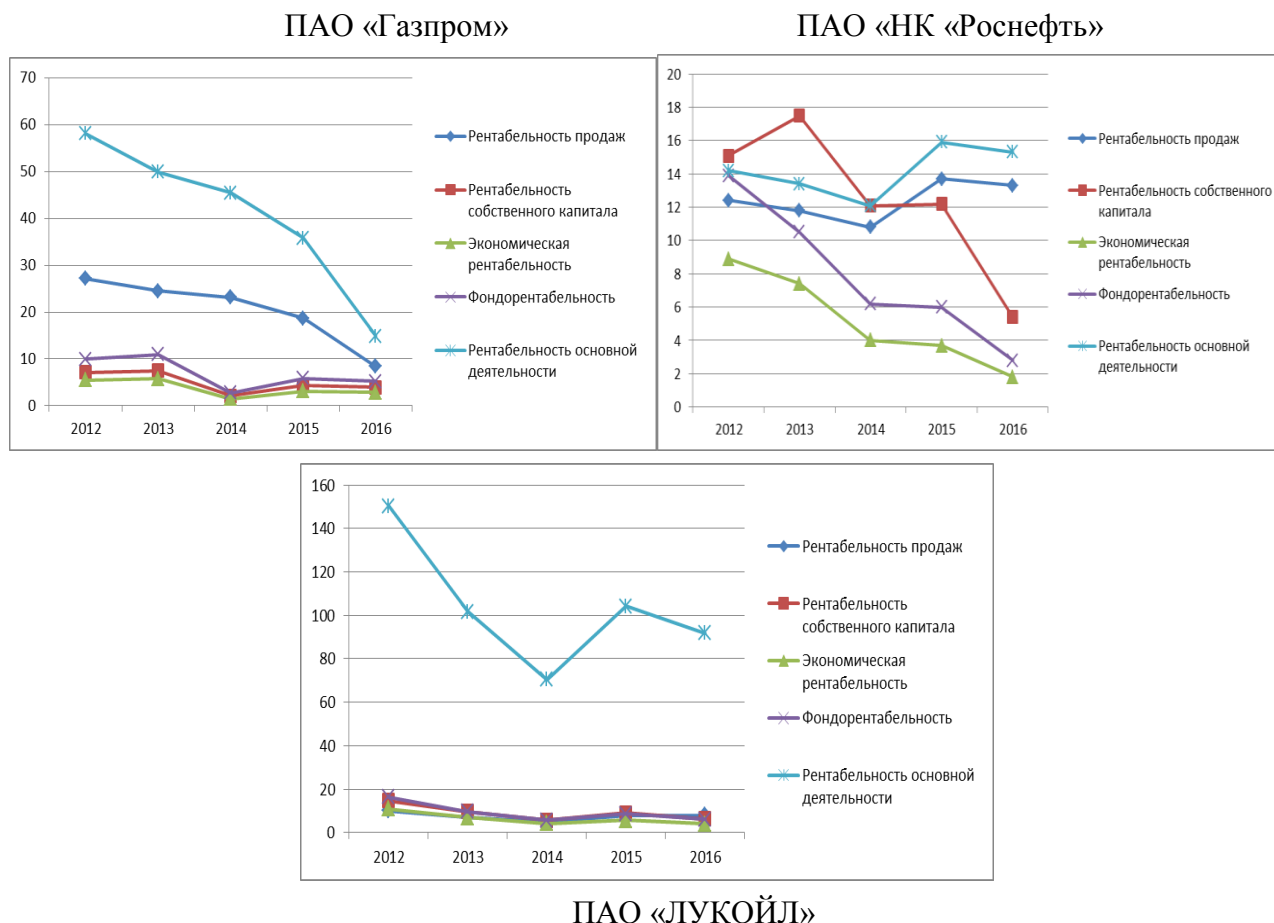 ПАО «Газпром»
ПАО «НК «Роснефть»
70
60
50
40
30
20
10
0
2012 2013 2014 2015 2016
Рентабельность продаж
Рентабельность
собственного капитала
Экономическая
рентабельность
Фондорентабельность
Рентабельность основной
деятельности
20
18
16
14
12
10
8
6
4
2
0
2012 2013 2014 2015 2016
Рентабельность продаж
Рентабельность собственного
капитала
Экономическая
рентабельность
Фондорентабельность
Рентабельность основной
деятельности
160
140
120
100
80
60
40
20
0
2012 2013 2014 2015 2016
Рентабельность продаж
Рентабельность
собственного капитала
Экономическая
рентабельность
Фондорентабельность
Рентабельность основной
деятельности
ПАО «ЛУКОЙЛ»